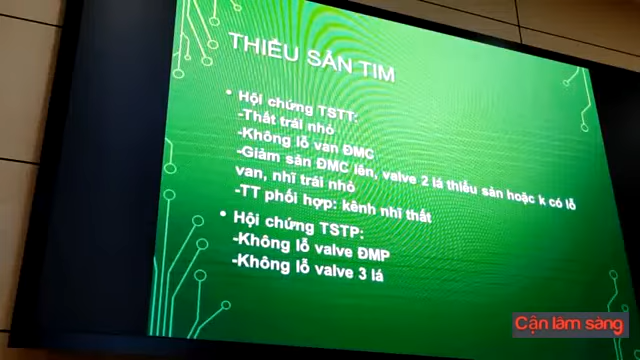 THIẾU SẢN TIM
• Hội chứng TSTT:
-Thất trái nhỏ
-Không lỗ van ĐMC
-Giảm sản ĐMC lên, valve 2 lá thiếu sản hoặc k có lỗ
van, nhĩ trái nhỏ
-TT phối hợp: kênh nhĩ thất
• Hội chứng TSTP:
-Không lỗ valve ĐMP
-Không lỗ valve 3 lá
Cận lâm sàng